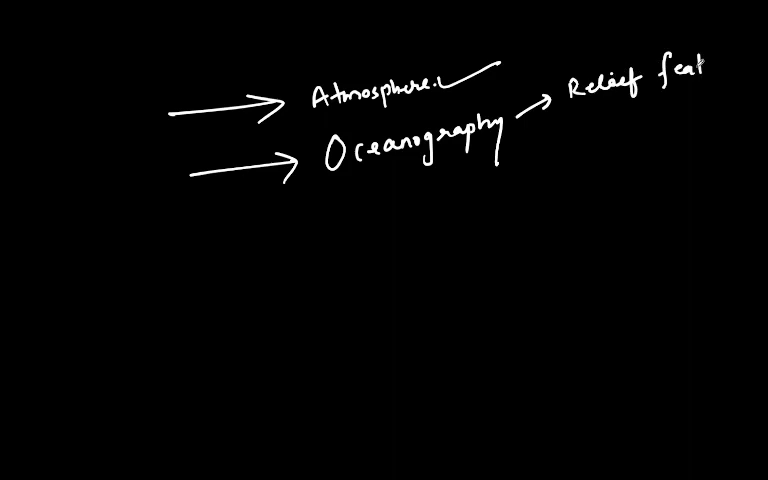 → Atmosphere. ✓
→ Oceanography → Relief feat